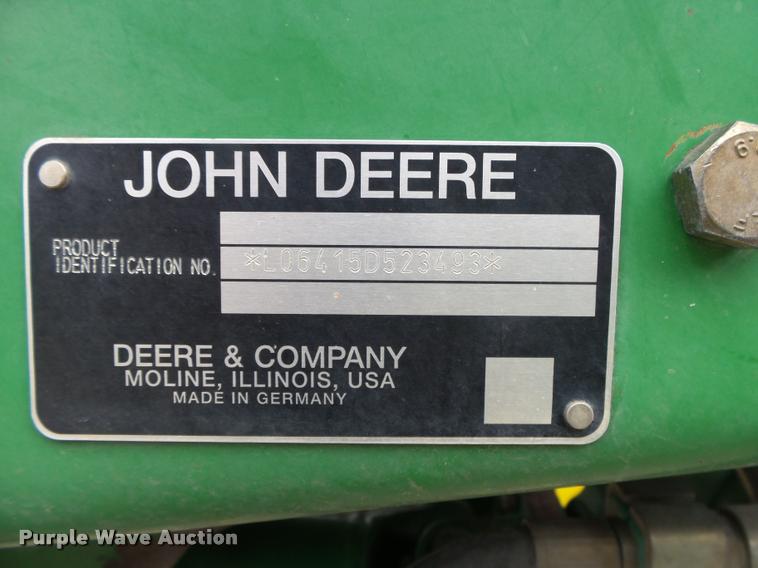 JOHN DEERE
PRODUCT
IDENTIFICATION NO.
*L06415D523493*
DEERE & COMPANY
MOLINE, ILLINOIS, USA
MADE IN GERMANY
Purple Wave Auction